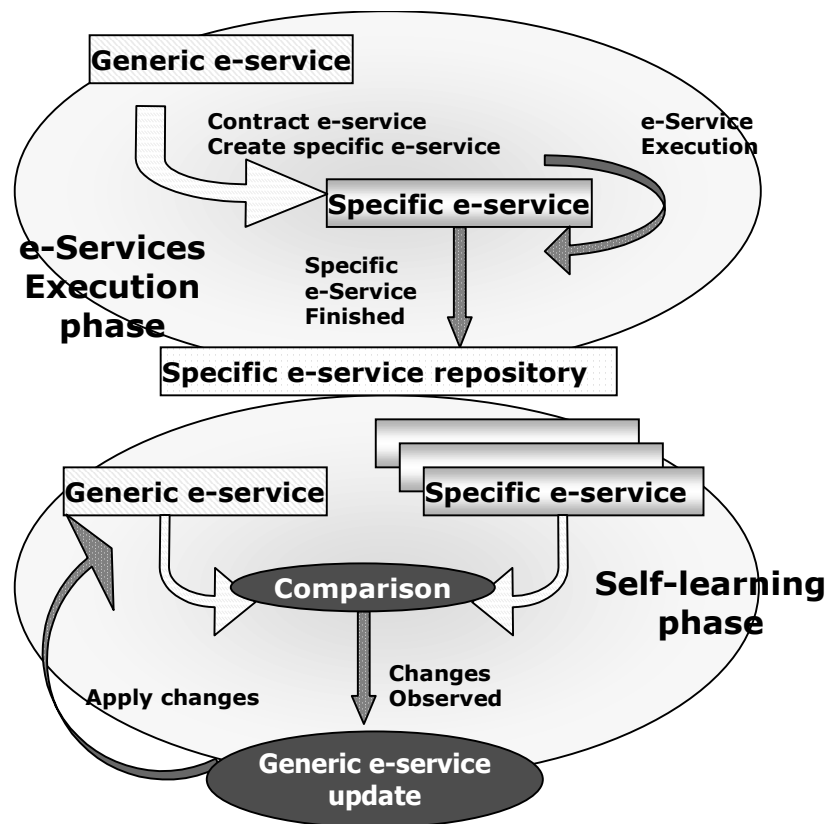 Generic e-service
Contract e-service
Create specific e-service
e-Service
Execution
Specific e-service
e-Services
Execution
phase
Specific
e-Service
Finished
Specific e-service repository
Generic e-service
Specific e-service
Comparison
Self-learning
phase
Changes
Observed
Apply changes
Generic e-service
update